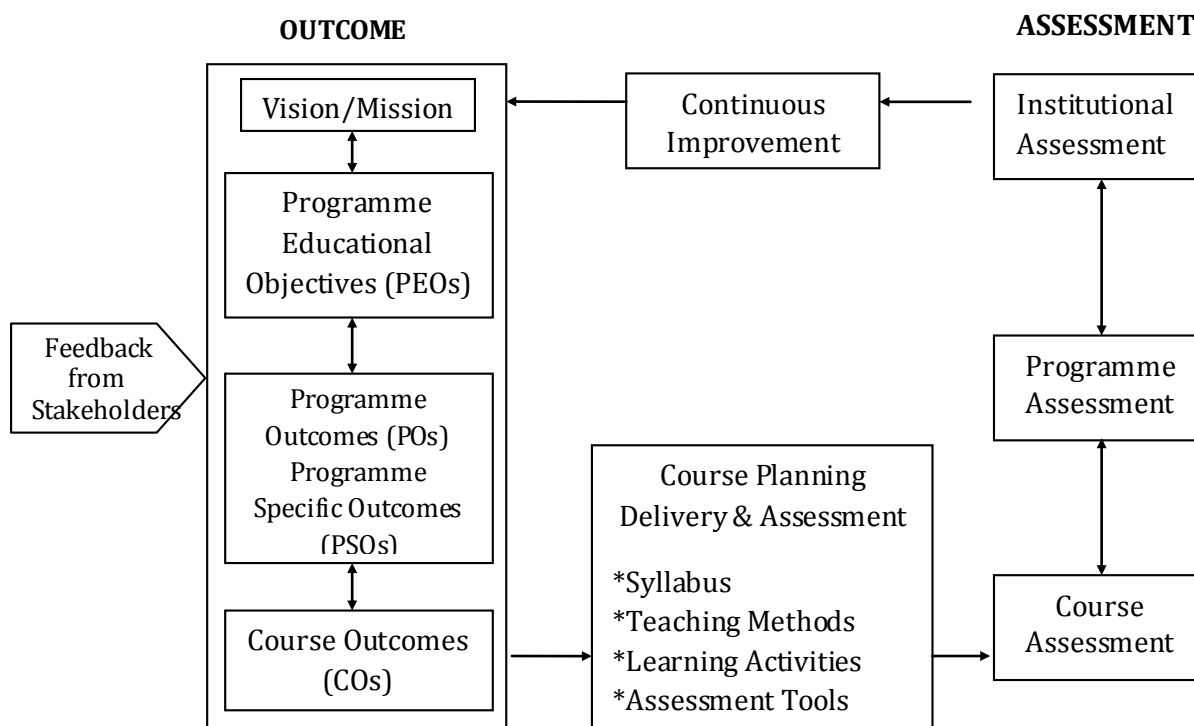 OUTCOME
ASSESSMENT
Vision/Mission
Continuous
Improvement
Institutional
Assessment
Programme
Educational
Objectives (PEOs)
Feedback
from
Stakeholders
Programme
Outcomes (POs)
Programme
Specific Outcomes
(PSOs)
Programme
Assessment
Course Planning
Delivery & Assessment
*Syllabus
*Teaching Methods
*Learning Activities
*Assessment Tools
Course Outcomes
(COs)
Course
Assessment